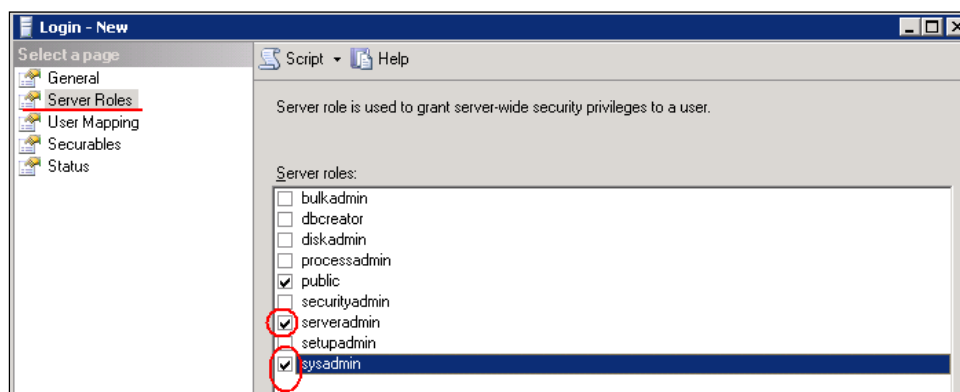 Login - New
Select a page
General
Server Roles
User Mapping
Securables
Status
Script
Help
Server role is used to grant server-wide security privileges to a user.
Server roles:
bulkadmin
dbcreator
diskadmin
processadmin
public
securityadmin
serveradmin
setupadmin
sysadmin